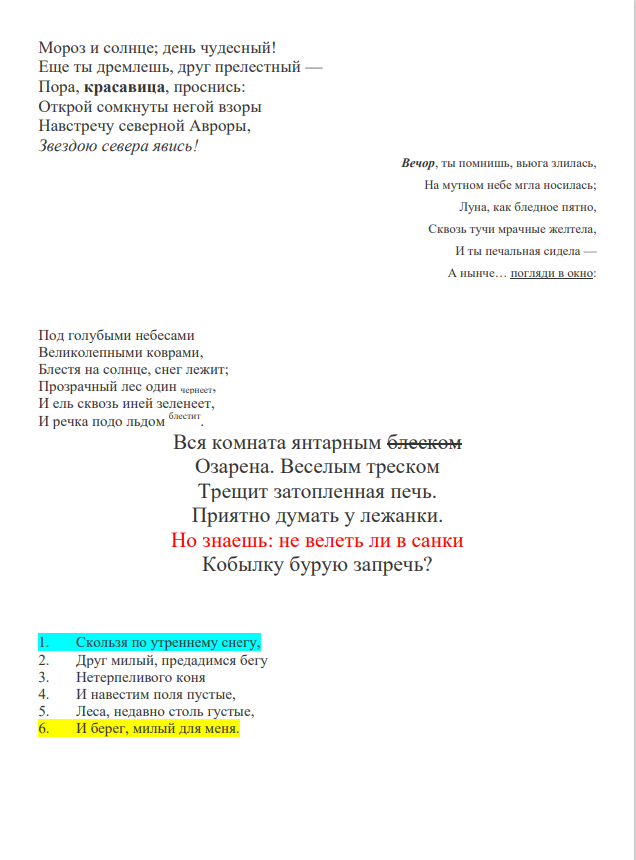 Мороз и солнце; день чудесный!
Еще ты дремлешь, друг прелестный —
Пора, красавица, проснись:
Открой сомкнуты негой взоры
Навстречу северной Авроры,
Звездою севера явись!
Вечор, ты помнишь, вьюга злилась,
На мутном небе мгла носилась;
Луна, как бледное пятно,
Сквозь тучи мрачные желтела,
И ты печальная сидела —
А нынче… погляди в окно:
Под голубыми небесами
Великолепными коврами,
Блестя на солнце, снег лежит;
Прозрачный лес один чернеет,
И ель сквозь иней зеленеет,
И речка подо льдом блестит.
Вся комната янтарным блеском
Озарена. Веселым треском
Трещит затопленная печь.
Приятно думать у лежанки.
Но знаешь: не велеть ли в санки
Кобылку бурую запречь?
1. Скользя по утреннему снегу,
2. Друг милый, предадимся бегу
3. Нетерпеливого коня
4. И навестим поля пустые,
5. Леса, недавно столь густые,
6. И берег, милый для меня.